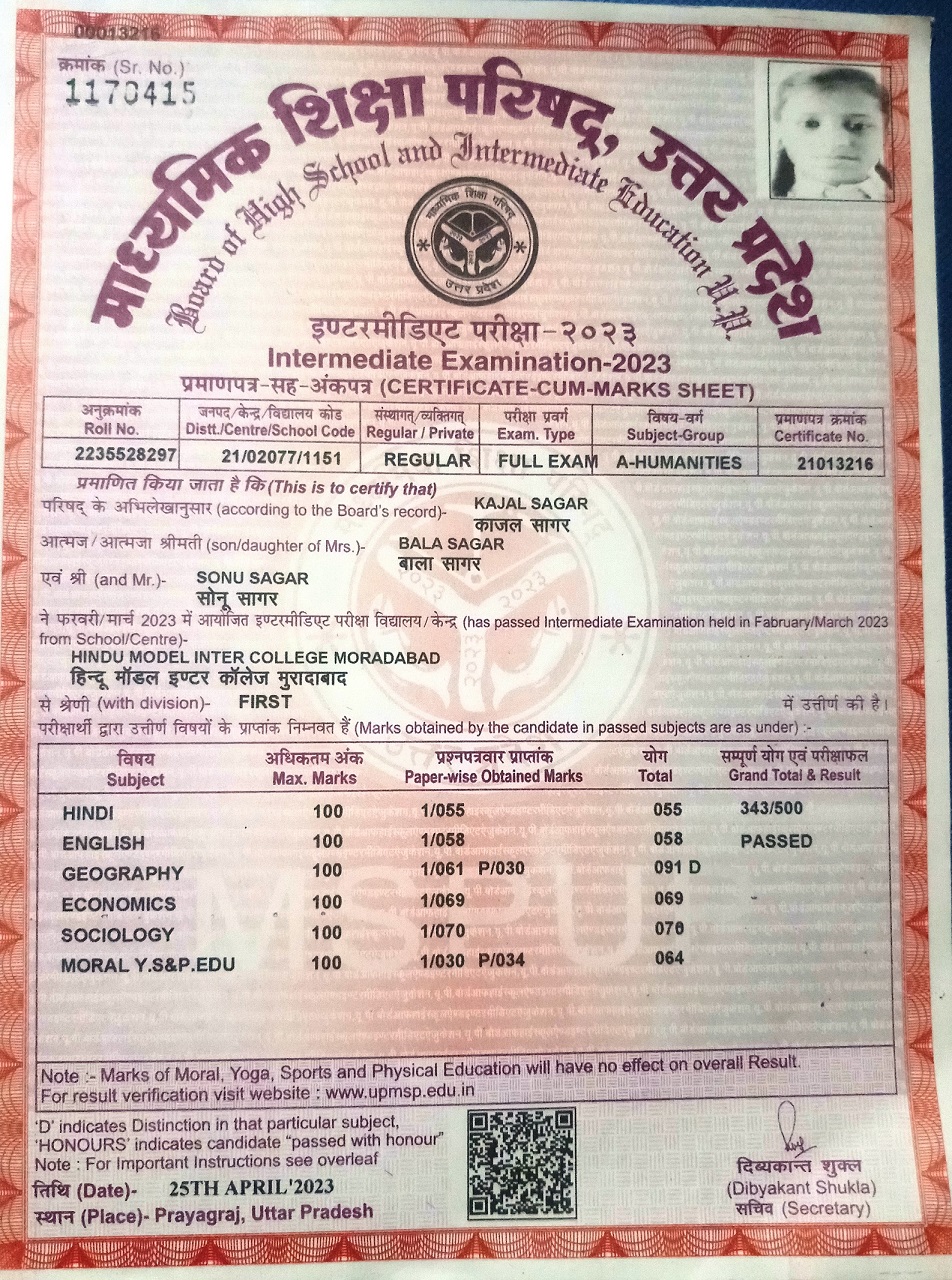 00013216
क्रमांक (Sr. No.)
1170415
माध्यमिक शिक्षा परिषद्, उत्तर प्रदेश
Board of High School and Intermediate Education U.P.
माध्यमिक शिक्षा परिषद
उत्तर प्रदेश
इण्टरमीडिएट परीक्षा-२०२३
Intermediate Examination-2023
प्रमाणपत्र-सह-अंकपत्र (CERTIFICATE-CUM-MARKS SHEET)
अनुक्रमांक जनपद/केन्द्र/विद्यालय कोड संस्थागत्/व्यक्तिगत् परीक्षा प्रवर्ग विषय-वर्ग प्रमाणपत्र क्रमांक
Roll No. Distt./Centre/School Code Regular / Private Exam. Type Subject-Group Certificate No.
2235528297 21/02077/1151 REGULAR FULL EXAM A-HUMANITIES 21013216
प्रमाणित किया जाता है कि (This is to certify that)
परिषद् के अभिलेखानुसार (according to the Board's record)- KAJAL SAGAR
काजल सागर
आत्मज/आत्मजा श्रीमती (son/daughter of Mrs.)- BALA SAGAR
बाला सागर
एवं श्री (and Mr.)- SONU SAGAR
सोनू सागर
ने फरवरी/मार्च 2023 में आयोजित इण्टरमीडिएट परीक्षा विद्यालय/केन्द्र (has passed Intermediate Examination held in Fabruary/March 2023
from School/Centre)-
HINDU MODEL INTER COLLEGE MORADABAD
हिन्दू मॉडल इण्टर कॉलेज मुरादाबाद
से श्रेणी (with division)- FIRST में उत्तीर्ण की है।
परीक्षार्थी द्वारा उत्तीर्ण विषयों के प्राप्तांक निम्नवत हैं (Marks obtained by the candidate in passed subjects are as under) :-
विषय अधिकतम अंक प्रश्नपत्रवार प्राप्तांक योग सम्पूर्ण योग एवं परीक्षाफल
Subject Max. Marks Paper-wise Obtained Marks Total Grand Total & Result
HINDI 100 1/055 055 343/500
ENGLISH 100 1/058 058 PASSED
GEOGRAPHY 100 1/061 P/030 091 D
ECONOMICS 100 1/069 069
SOCIOLOGY 100 1/070 070
MORAL Y.S&P.EDU 100 1/030 P/034 064
MSPUP
Note :- Marks of Moral, Yoga, Sports and Physical Education will have no effect on overall Result.
For result verification visit website : www.upmsp.edu.in
'D' indicates Distinction in that particular subject,
'HONOURS' indicates candidate "passed with honour"
Note : For Important Instructions see overleaf
तिथि (Date)- 25TH APRIL'2023
स्थान (Place)- Prayagraj, Uttar Pradesh
दिब्यकान्त शुक्ल
(Dibyakant Shukla)
सचिव (Secretary)